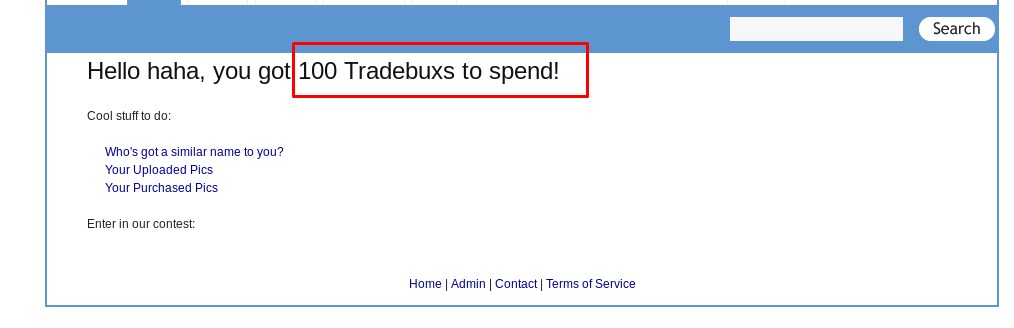 Search
Hello haha, you got 100 Tradebuxs to spend!
Cool stuff to do:
Who's got a similar name to you?
Your Uploaded Pics
Your Purchased Pics
Enter in our contest:
Home | Admin | Contact | Terms of Service